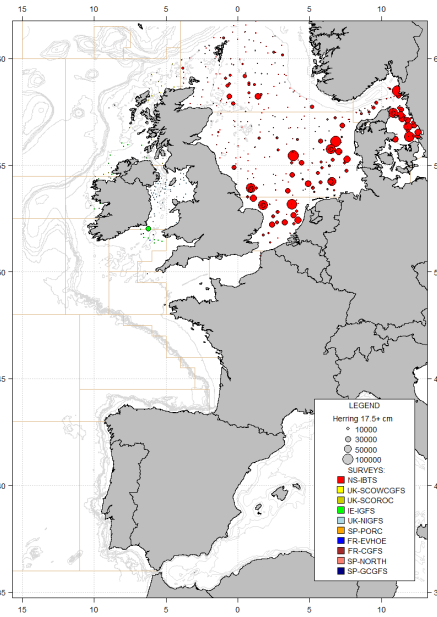 15 10 5 0 5 10
60
55
50
45
40
35
LEGEND
Herring 17.5+ cm
10000
30000
50000
100000
SURVEYS:
NS-IBTS
UK-SCOWCGFS
UK-SCOROC
IE-IGFS
UK-NIGFS
SP-PORC
FR-EVHOE
FR-CGFS
SP-NORTH
SP-GCGFS
15 10 5 0 5 10